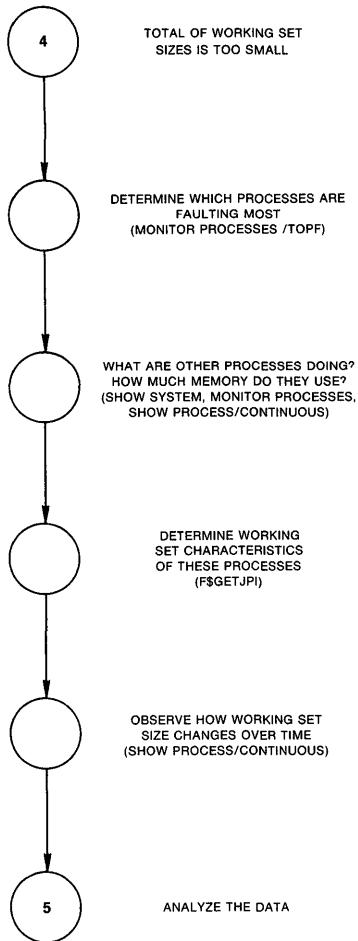 4
TOTAL OF WORKING SET
SIZES IS TOO SMALL
DETERMINE WHICH PROCESSES ARE
FAULTING MOST
(MONITOR PROCESSES /TOPF)
WHAT ARE OTHER PROCESSES DOING?
HOW MUCH MEMORY DO THEY USE?
(SHOW SYSTEM, MONITOR PROCESSES,
SHOW PROCESS/CONTINUOUS)
DETERMINE WORKING
SET CHARACTERISTICS
OF THESE PROCESSES
(F$GETJPI)
OBSERVE HOW WORKING SET
SIZE CHANGES OVER TIME
(SHOW PROCESS/CONTINUOUS)
5
ANALYZE THE DATA